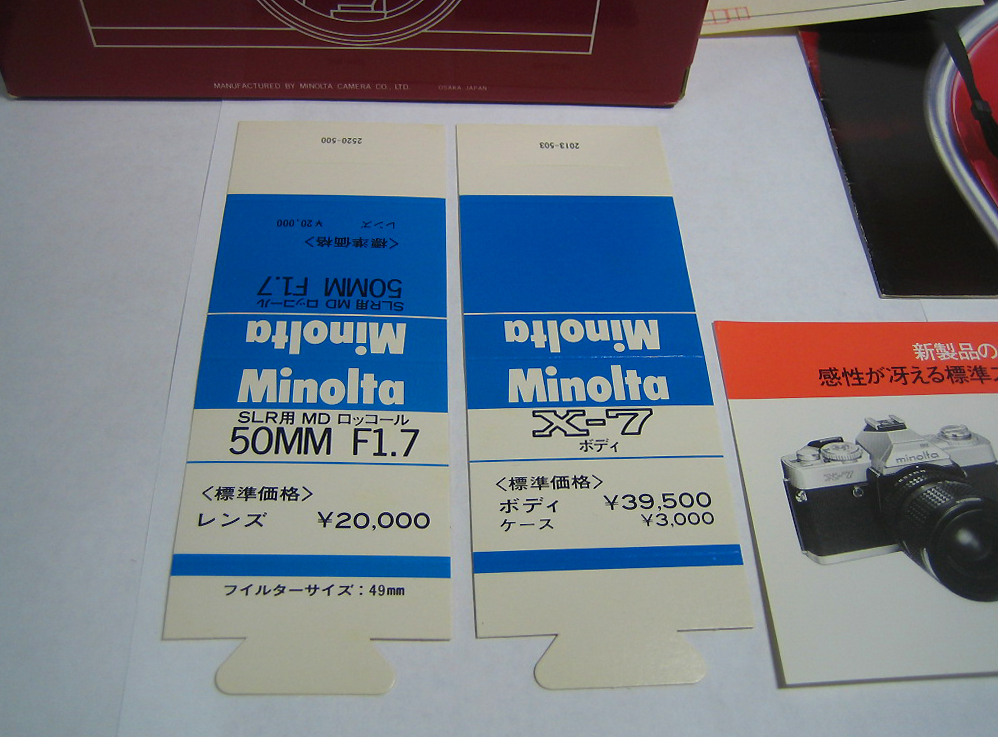 MANUFACTURED BY MINOLTA CAMERA CO., LTD. OSAKA JAPAN
2520-500
レンズ ¥20,000
〈標準価格〉
50MM F1.7
SLR用 MD ロッコール
Minolta
Minolta
SLR用 MD ロッコール
50MM F1.7
〈標準価格〉
レンズ ¥20,000
フイルターサイズ：49mm
2013-503
Minolta
Minolta
X-7
ボディ
〈標準価格〉
ボディ ¥39,500
ケース ¥3,000
新製品の
感性が冴える標準
minolta
X-7